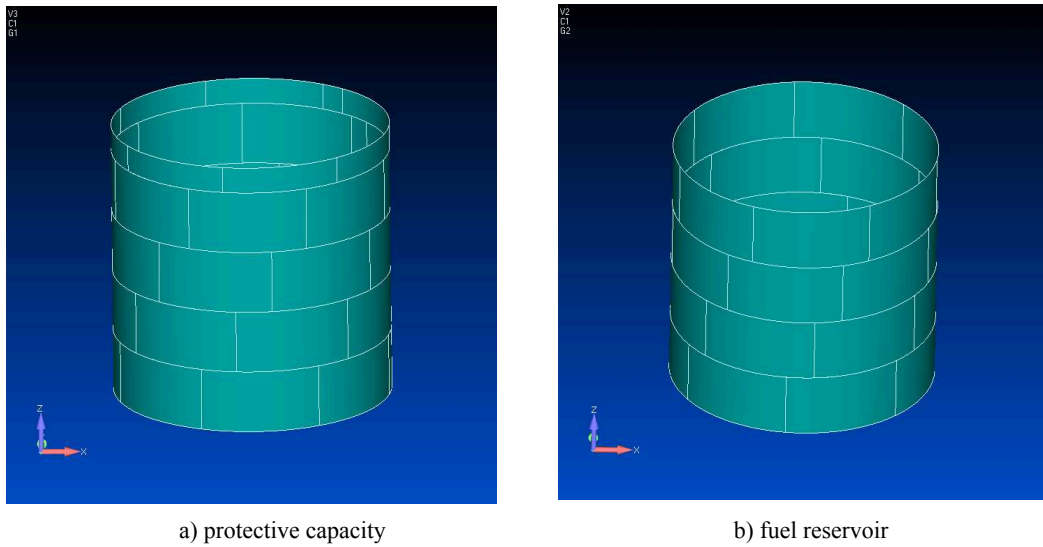 V3
C1
G1
Z
X
V2
C1
G2
Z
X
a) protective capacity
b) fuel reservoir